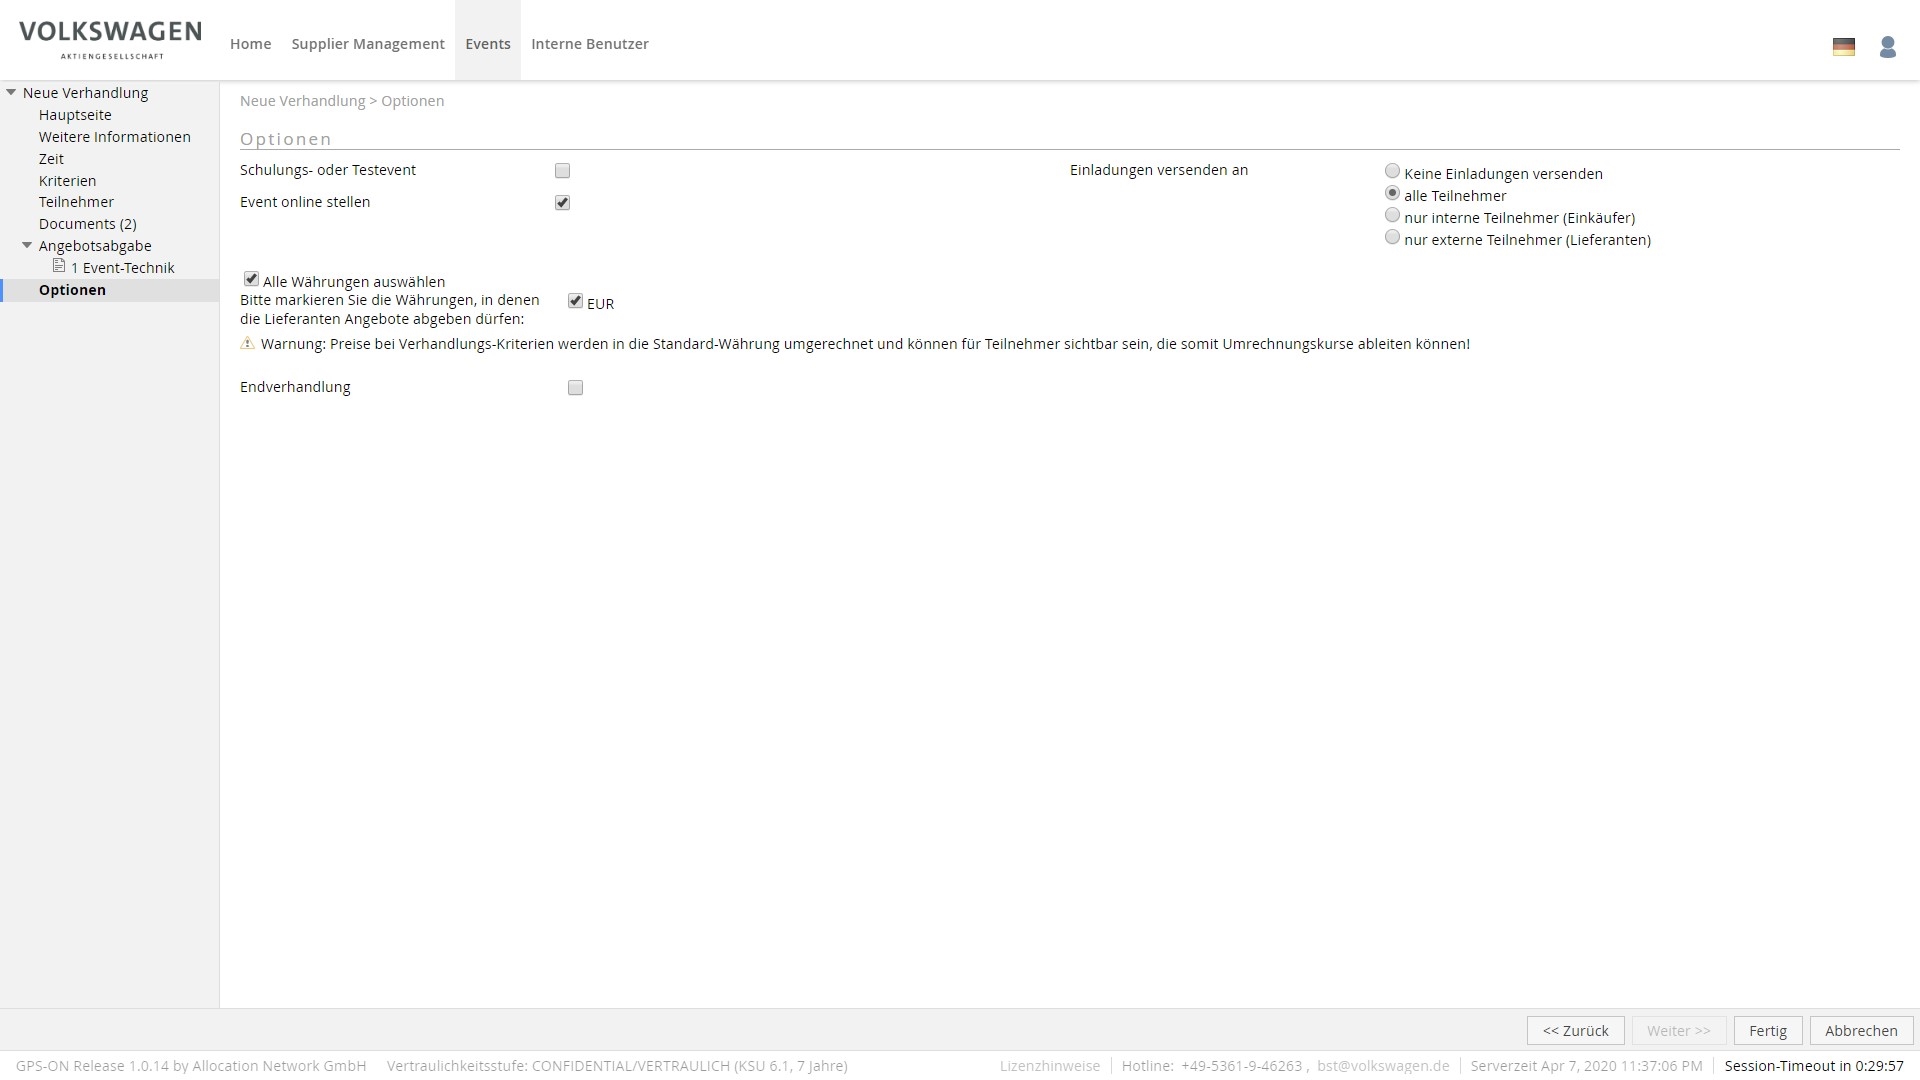 VOLKSWAGEN
AKTIENGESELLSCHAFT
Home Supplier Management Events Interne Benutzer
Neue Verhandlung
Hauptseite
Weitere Informationen
Zeit
Kriterien
Teilnehmer
Documents (2)
Angebotsabgabe
1 Event-Technik
Optionen
Neue Verhandlung > Optionen
Optionen
Schulungs- oder Testevent
Event online stellen
Einladungen versenden an
Keine Einladungen versenden
alle Teilnehmer
nur interne Teilnehmer (Einkäufer)
nur externe Teilnehmer (Lieferanten)
Alle Währungen auswählen
Bitte markieren Sie die Währungen, in denen
die Lieferanten Angebote abgeben dürfen:
EUR
Warnung: Preise bei Verhandlungs-Kriterien werden in die Standard-Währung umgerechnet und können für Teilnehmer sichtbar sein, die somit Umrechnungskurse ableiten können!
Endverhandlung
<< Zurück Weiter >> Fertig Abbrechen
GPS-ON Release 1.0.14 by Allocation Network GmbH Vertraulichkeitsstufe: CONFIDENTIAL/VERTRAULICH (KSU 6.1, 7 Jahre) Lizenzhinweise Hotline: +49-5361-9-46263 , bst@volkswagen.de Serverzeit Apr 7, 2020 11:37:06 PM Session-Timeout in 0:29:57